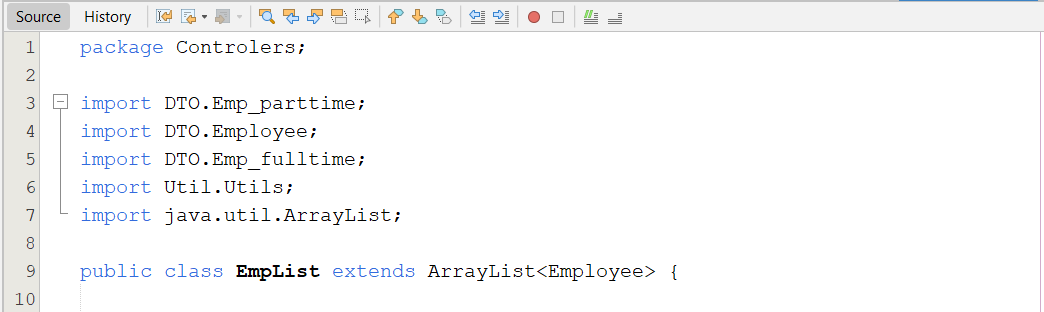 Source History
1 package Controlers;
2
3 import DTO.Emp_parttime;
4 import DTO.Employee;
5 import DTO.Emp_fulltime;
6 import Util.Utils;
7 import java.util.ArrayList;
8
9 public class EmpList extends ArrayList<Employee> {
10